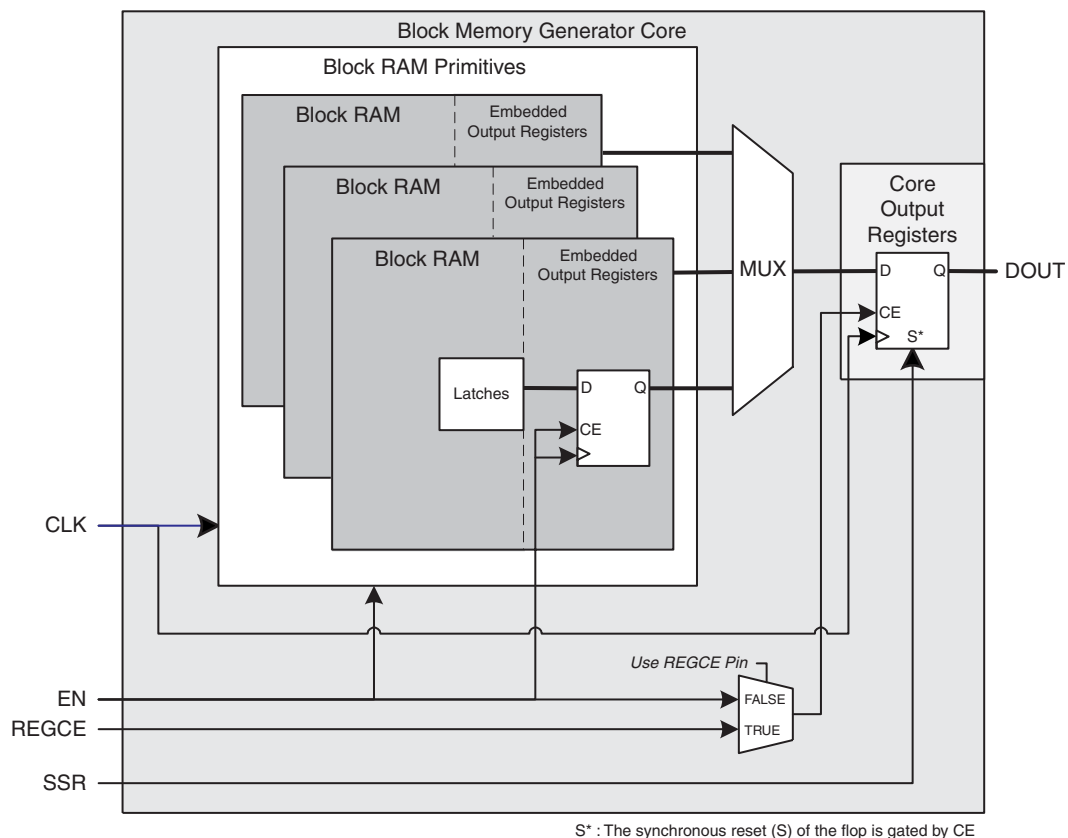 Block Memory Generator Core
Block RAM Primitives
Block RAM
Embedded
Output Registers
Block RAM
Embedded
Output Registers
Block RAM
Embedded
Output Registers
Latches
D
Q
CE
MUX
Core
Output
Registers
D
Q
CE
S*
DOUT
CLK
EN
REGCE
SSR
Use REGCE Pin
FALSE
TRUE
S* : The synchronous reset (S) of the flop is gated by CE